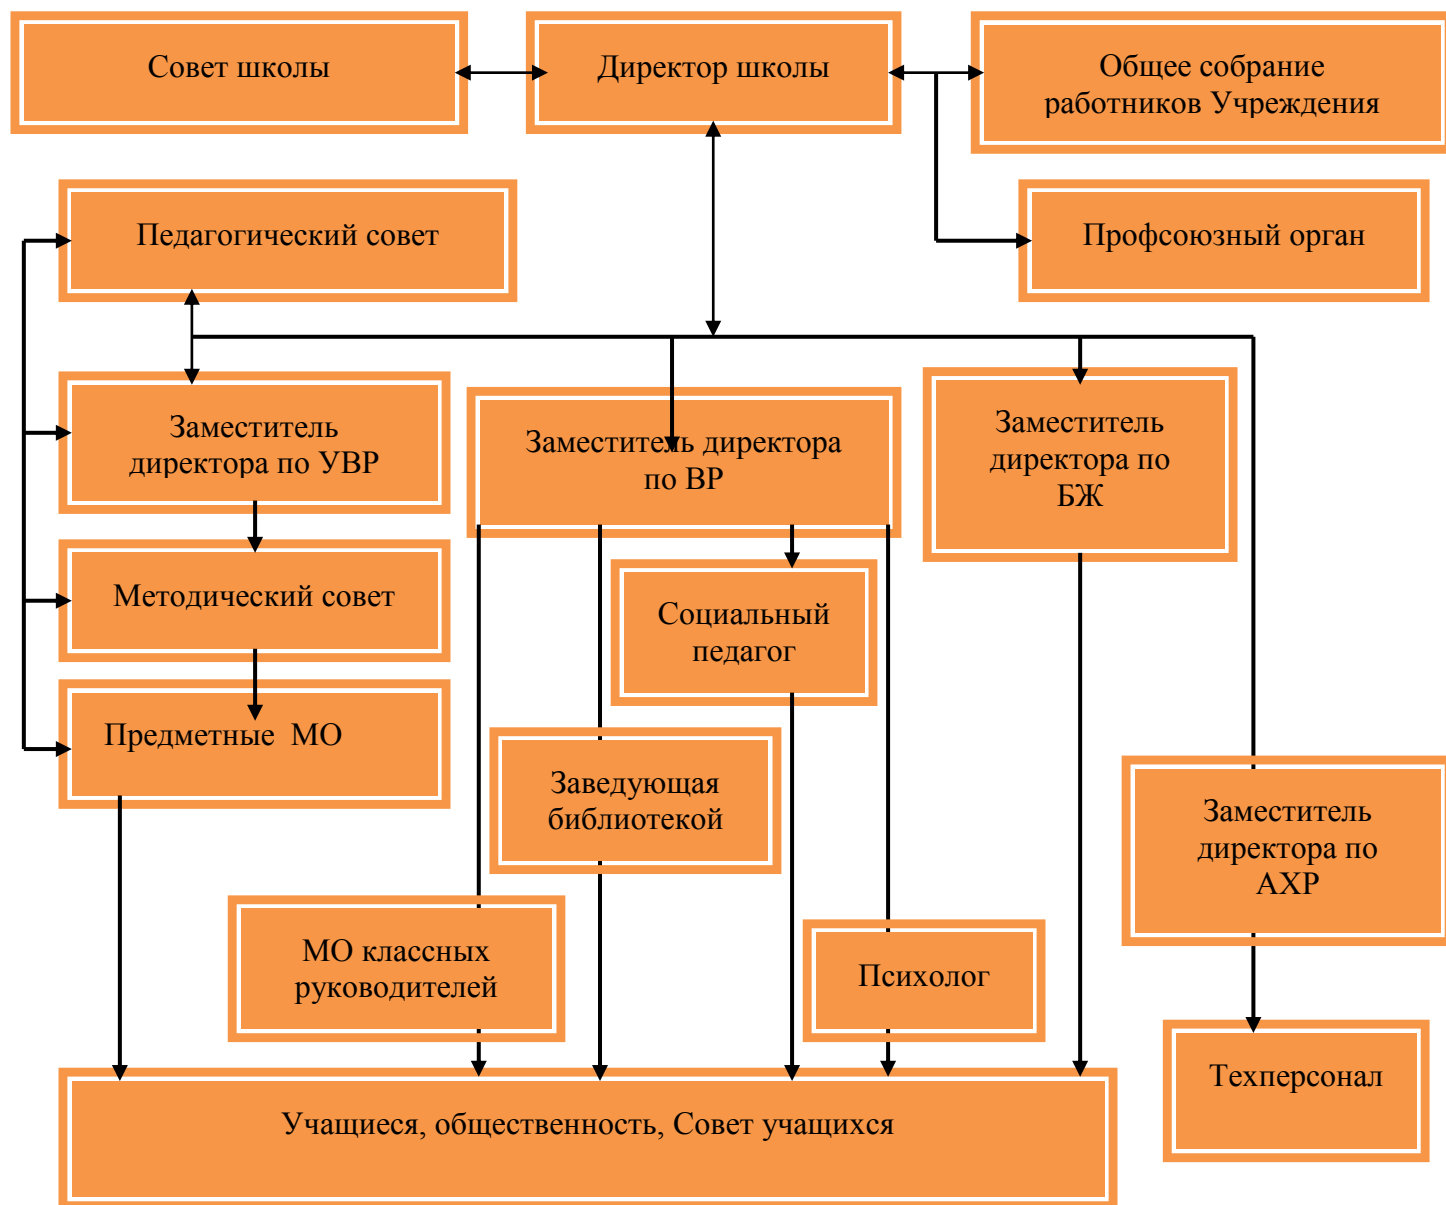 Совет школы
Директор школы
Общее собрание
работников Учреждения
Педагогический совет
Профсоюзный орган
Заместитель
директора по УВР
Заместитель директора
по ВР
Заместитель
директора по
БЖ
Методический совет
Социальный
педагог
Предметные МО
Заведующая
библиотекой
Заместитель
директора по
АХР
МО классных
руководителей
Психолог
Техперсонал
Учащиеся, общественность, Совет учащихся